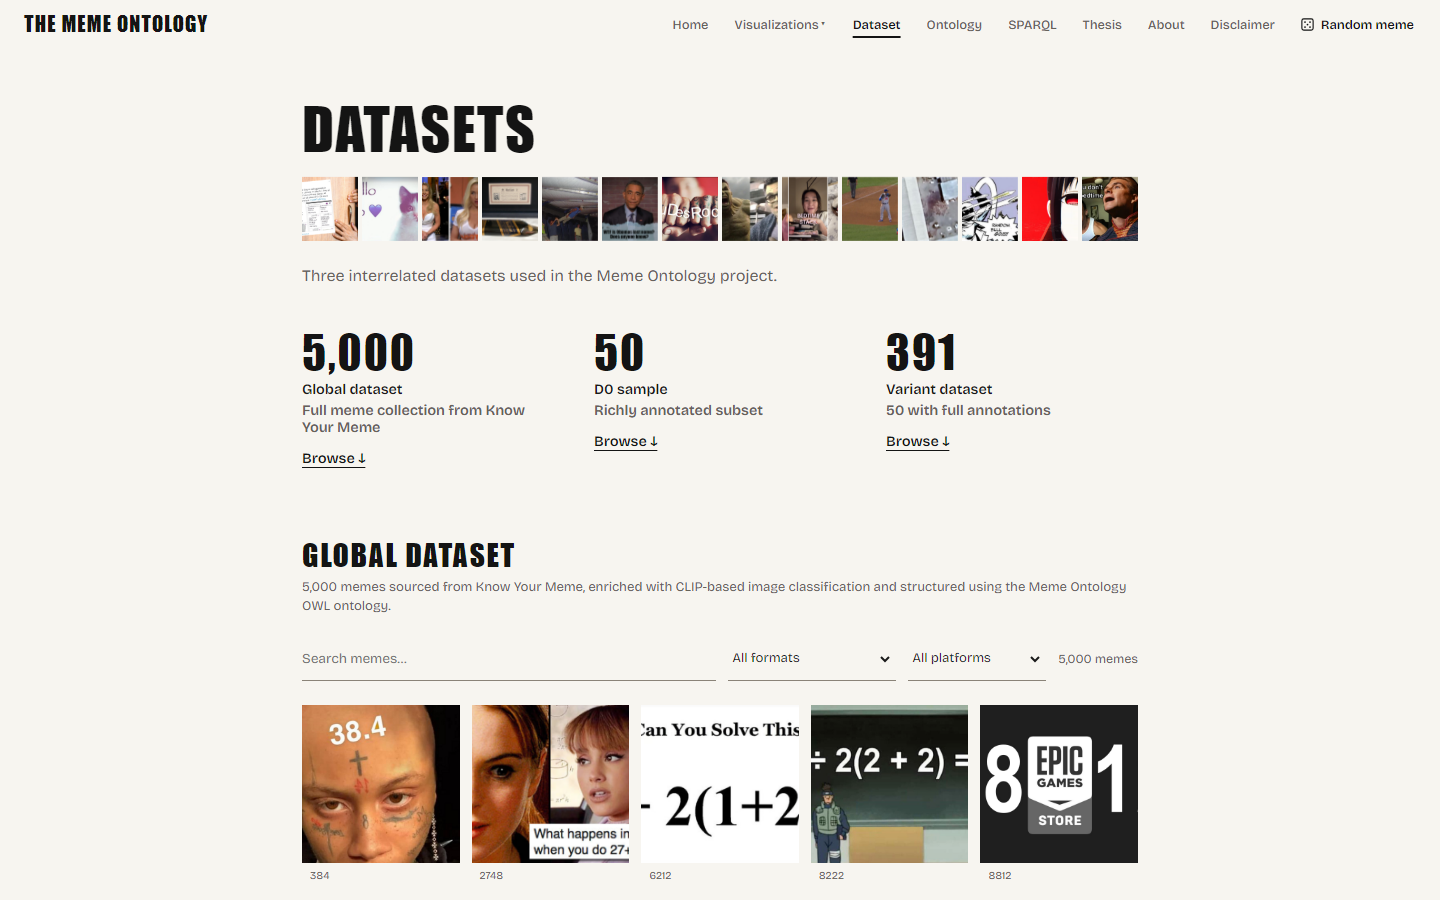 THE MEME ONTOLOGY
Home
Visualizations
Dataset
Ontology
SPARQL
Thesis
About
Disclaimer
Random meme
DATASETS
Three interrelated datasets used in the Meme Ontology project.
5,000
Global dataset
Full meme collection from Know
Your Meme
Browse ↓
50
D0 sample
Richly annotated subset
Browse ↓
391
Variant dataset
50 with full annotations
Browse ↓
GLOBAL DATASET
5,000 memes sourced from Know Your Meme, enriched with CLIP-based image classification and structured using the Meme Ontology
OWL ontology.
Search memes...
All formats
All platforms
5,000 memes
38.4
What happens in
when you do 27+
Can You Solve This
2(1+2
÷ 2(2 + 2) =
8
EPIC
GAMES
STORE
1
384
2748
6212
8222
8812